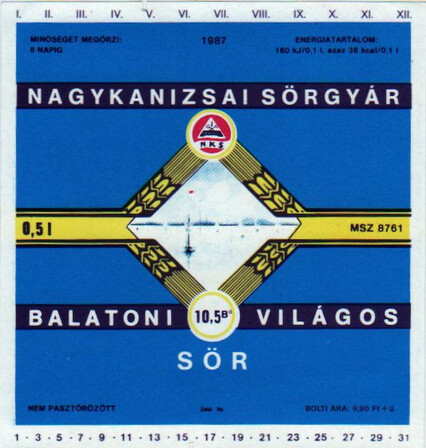 I. II. III. IV. V. VI. VII. VIII. IX. X. XI. XII.
MINŐSÉGÉT MEGŐRZI: 1987 ENERGIATARTALOM:
8 NAPIG 160 kJ/0,1 l, azaz 38 kcal/0,1 l
NAGYKANIZSAI SÖRGYÁR
NKS
0,5 l MSZ 8761
10,5 B°
BALATONI VILÁGOS
SÖR
NEM PASZTŐRÖZÖTT BOLTI ÁRA: 9,90 Ft + ü.
1 · 3 · 5 · 7 · 9 · 11 · 13 · 15 · 17 · 19 · 21 · 23 · 25 · 27 · 29 · 31